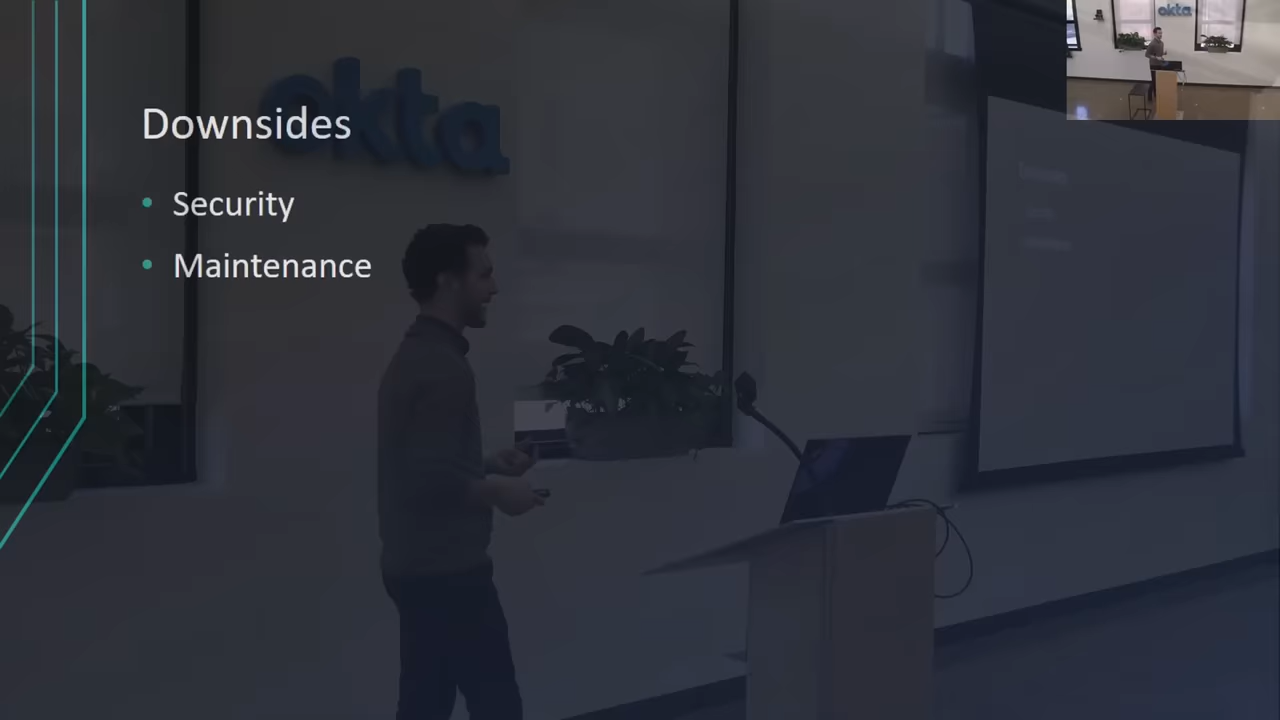 okta
Downsides
okta
• Security
• Maintenance